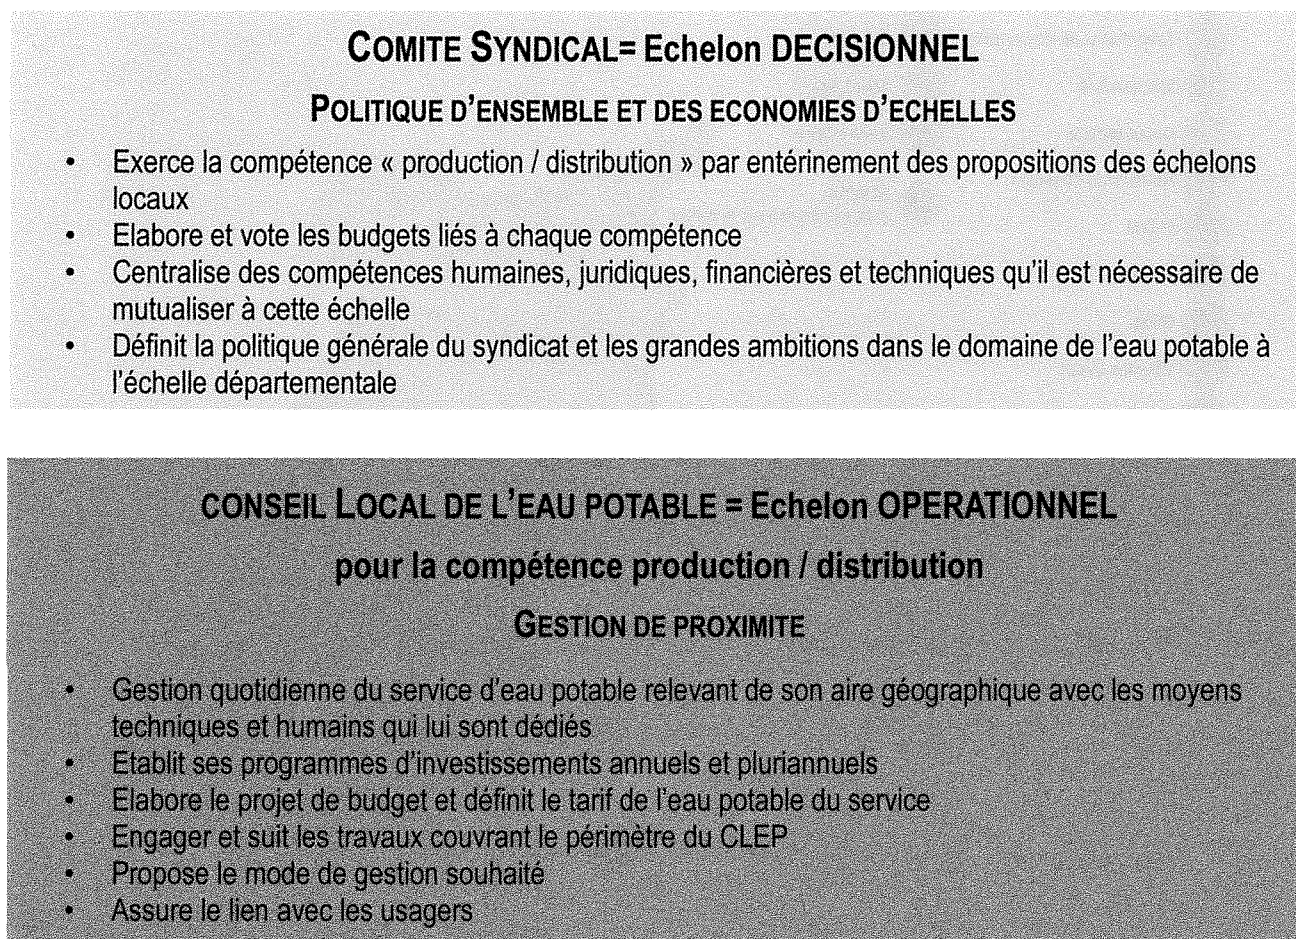 COMITE SYNDICAL= Echelon DECISIONNEL
POLITIQUE D’ENSEMBLE ET DES ECONOMIES D’ECHELLES
• Exerce la compétence « production / distribution » par entérinement des propositions des échelons
locaux
• Elabore et vote les budgets liés à chaque compétence
• Centralise des compétences humaines, juridiques, financières et techniques qu’il est nécessaire de
mutualiser à cette échelle
• Définit la politique générale du syndicat et les grandes ambitions dans le domaine de l’eau potable à
l’échelle départementale
CONSEIL LOCAL DE L’EAU POTABLE = Echelon OPERATIONNEL
pour la compétence production / distribution
GESTION DE PROXIMITE
• Gestion quotidienne du service d’eau potable relevant de son aire géographique avec les moyens
techniques et humains qui lui sont dédiés
• Etablit ses programmes d’investissements annuels et pluriannuels
• Elabore le projet de budget et définit le tarif de l’eau potable du service
• Engager et suit les travaux couvrant le périmètre du CLEP
• Propose le mode de gestion souhaité
• Assure le lien avec les usagers